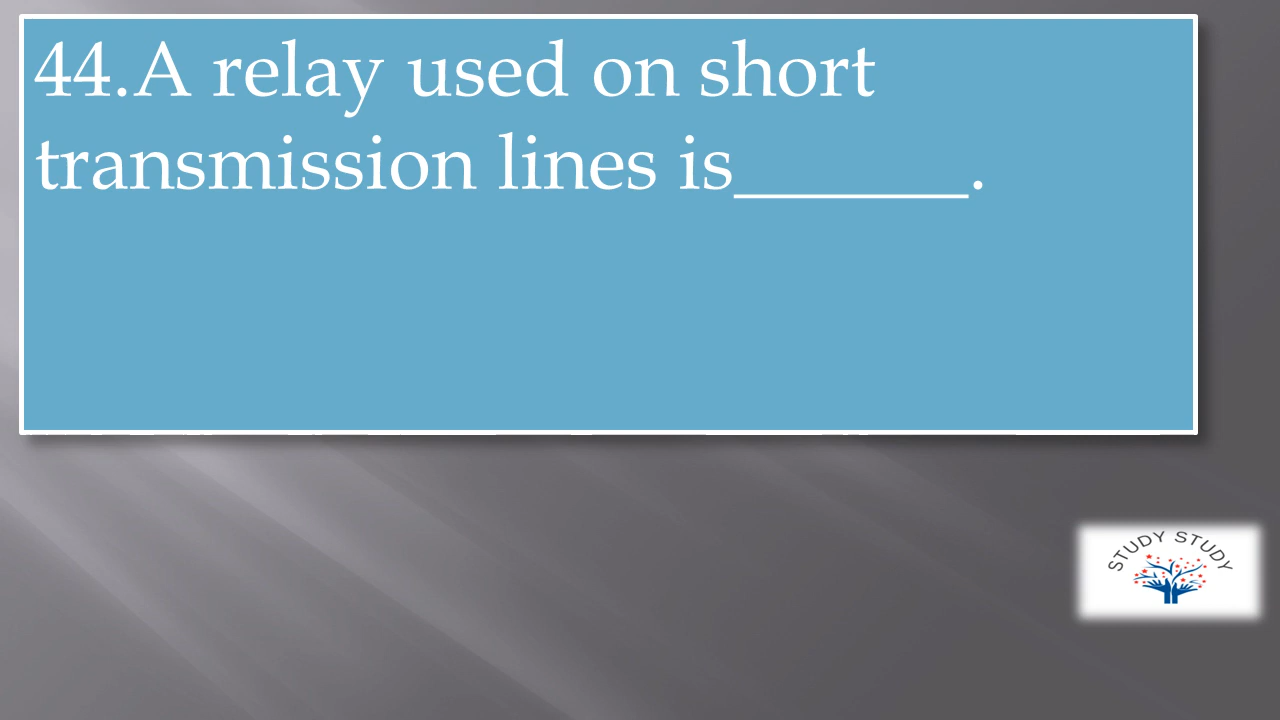 44.A relay used on short
transmission lines is_______.
STUDY STUDY